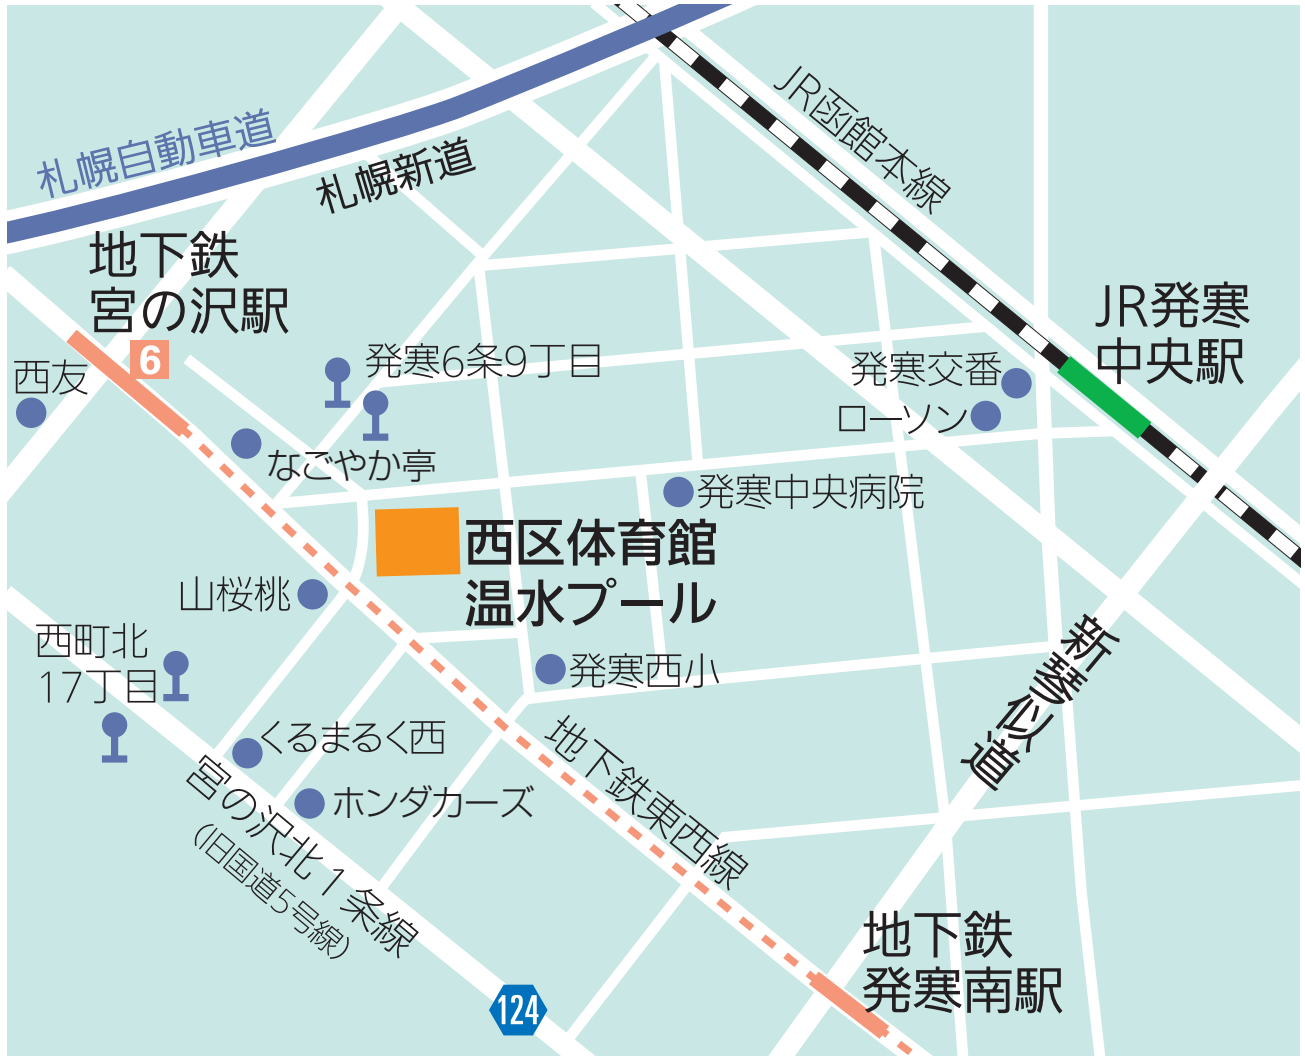 札幌自動車道
札幌新道
JR函館本線
地下鉄
宮の沢駅
6
西友
発寒6条9丁目
JR発寒
中央駅
発寒交番
ローソン
なごやか亭
発寒中央病院
西区体育館
温水プール
山桜桃
西町北
17丁目
発寒西小
新琴似道
くるまるく西
ホンダカーズ
地下鉄東西線
宮の沢北1条線
(旧国道5号線)
地下鉄
発寒南駅
124